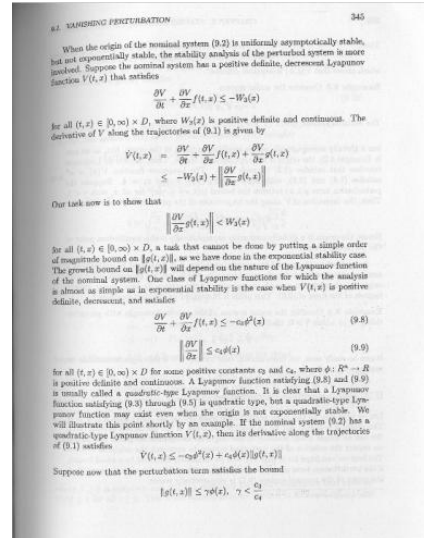 9.1. VANISHING PERTURBATION 345
When the origin of the nominal system (9.2) is uniformly asymptotically stable,
but not exponentially stable, the stability analysis of the perturbed system is more
involved. Suppose the nominal system has a positive definite, decrescent Lyapunov
function V(t, x) that satisfies
∂V/∂t + ∂V/∂x f(t, x) ≤ −W₃(x)
for all (t, x) ∈ [0, ∞) × D, where W₃(x) is positive definite and continuous. The
derivative of V along the trajectories of (9.1) is given by
V̇(t, x) = ∂V/∂t + ∂V/∂x f(t, x) + ∂V/∂x g(t, x)
≤ −W₃(x) + ‖∂V/∂x g(t, x)‖
Our task now is to show that
‖∂V/∂x g(t, x)‖ < W₃(x)
for all (t, x) ∈ [0, ∞) × D, a task that cannot be done by putting a simple order
of magnitude bound on ‖g(t, x)‖, as we have done in the exponential stability case.
The growth bound on ‖g(t, x)‖ will depend on the nature of the Lyapunov function
of the nominal system. One class of Lyapunov functions for which the analysis
is almost as simple as in exponential stability is the case when V(t, x) is positive
definite, decrescent, and satisfies
∂V/∂t + ∂V/∂x f(t, x) ≤ −c₃φ²(x) (9.8)
‖∂V/∂x‖ ≤ c₄φ(x) (9.9)
for all (t, x) ∈ [0, ∞) × D for some positive constants c₃ and c₄, where φ : Rⁿ → R
is positive definite and continuous. A Lyapunov function satisfying (9.8) and (9.9)
is usually called a quadratic-type Lyapunov function. It is clear that a Lyapunov
function satisfying (9.3) through (9.5) is quadratic type, but a quadratic-type Lya-
punov function may exist even when the origin is not exponentially stable. We
will illustrate this point shortly by an example. If the nominal system (9.2) has a
quadratic-type Lyapunov function V(t, x), then its derivative along the trajectories
of (9.1) satisfies
V̇(t, x) ≤ −c₃φ²(x) + c₄φ(x)‖g(t, x)‖
Suppose now that the perturbation term satisfies the bound
‖g(t, x)‖ ≤ γφ(x), γ < c₃/c₄